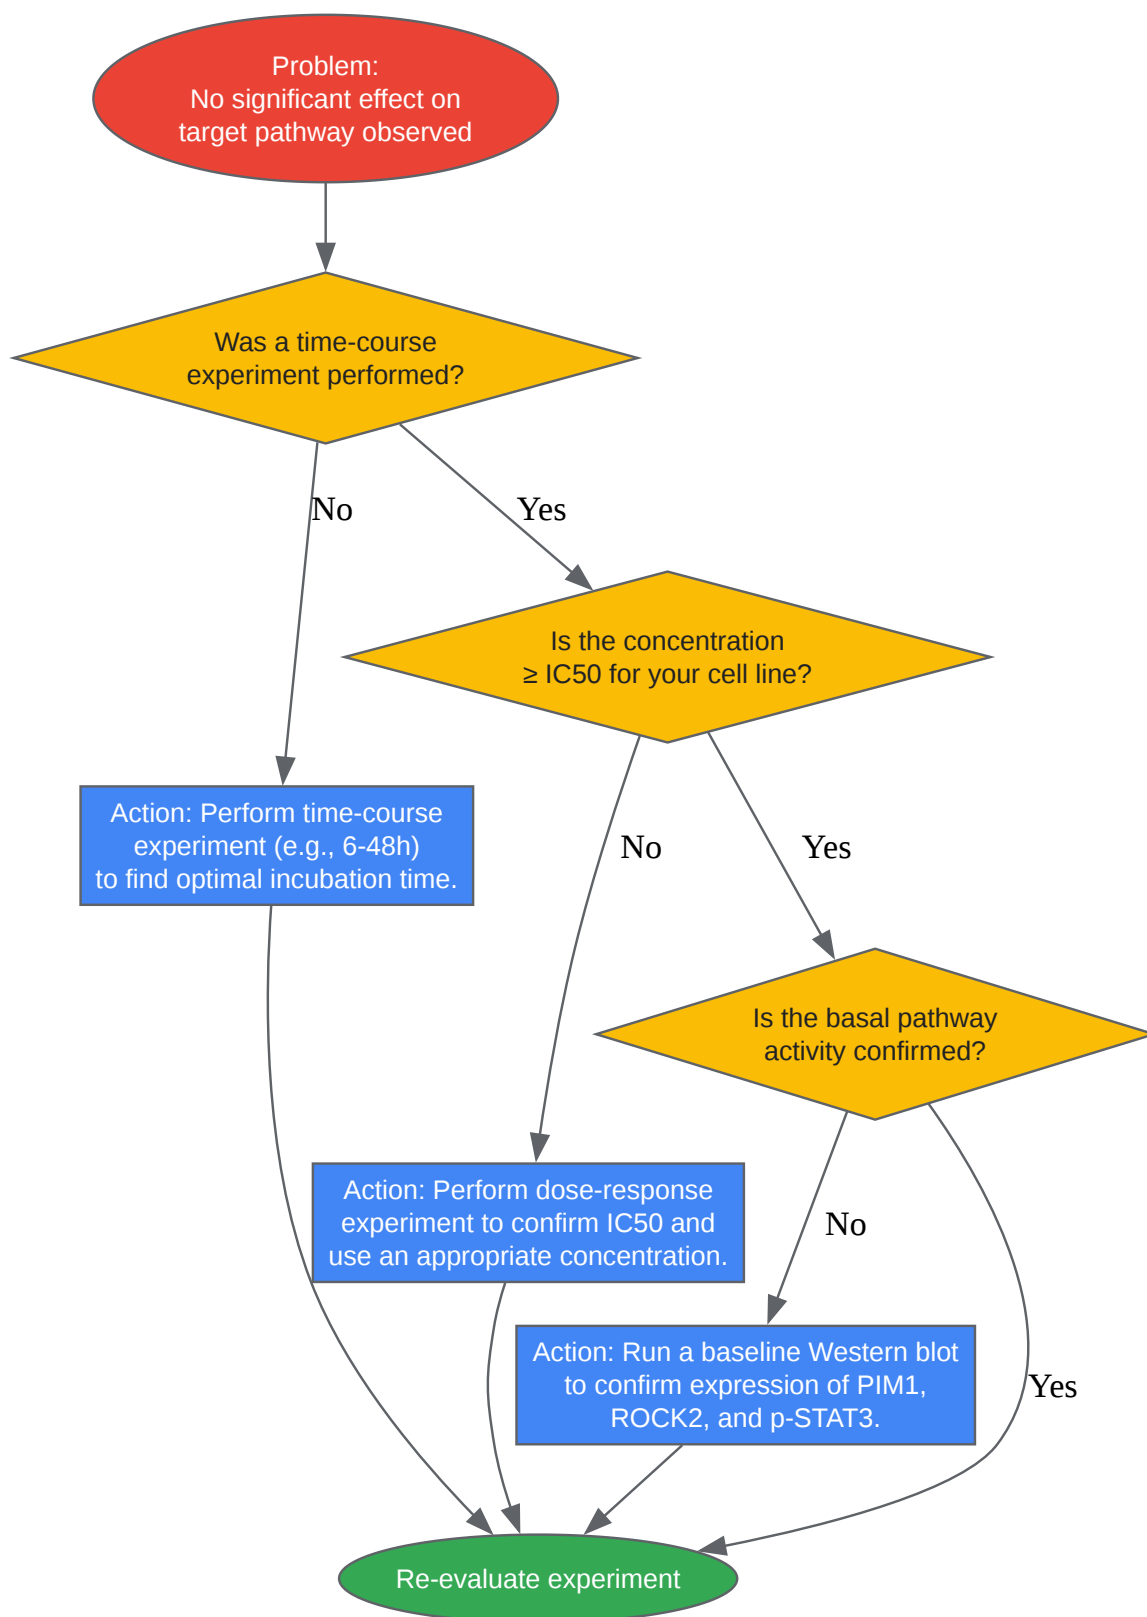 Problem:
No significant effect on
target pathway observed
Was a time-course
experiment performed?
No
Yes
Is the concentration
≥ IC50 for your cell line?
Action: Perform time-course
experiment (e.g., 6-48h)
to find optimal incubation time.
No
Yes
Is the basal pathway
activity confirmed?
Action: Perform dose-response
experiment to confirm IC50 and
use an appropriate concentration.
No
Action: Run a baseline Western blot
to confirm expression of PIM1,
ROCK2, and p-STAT3.
Yes
Re-evaluate experiment